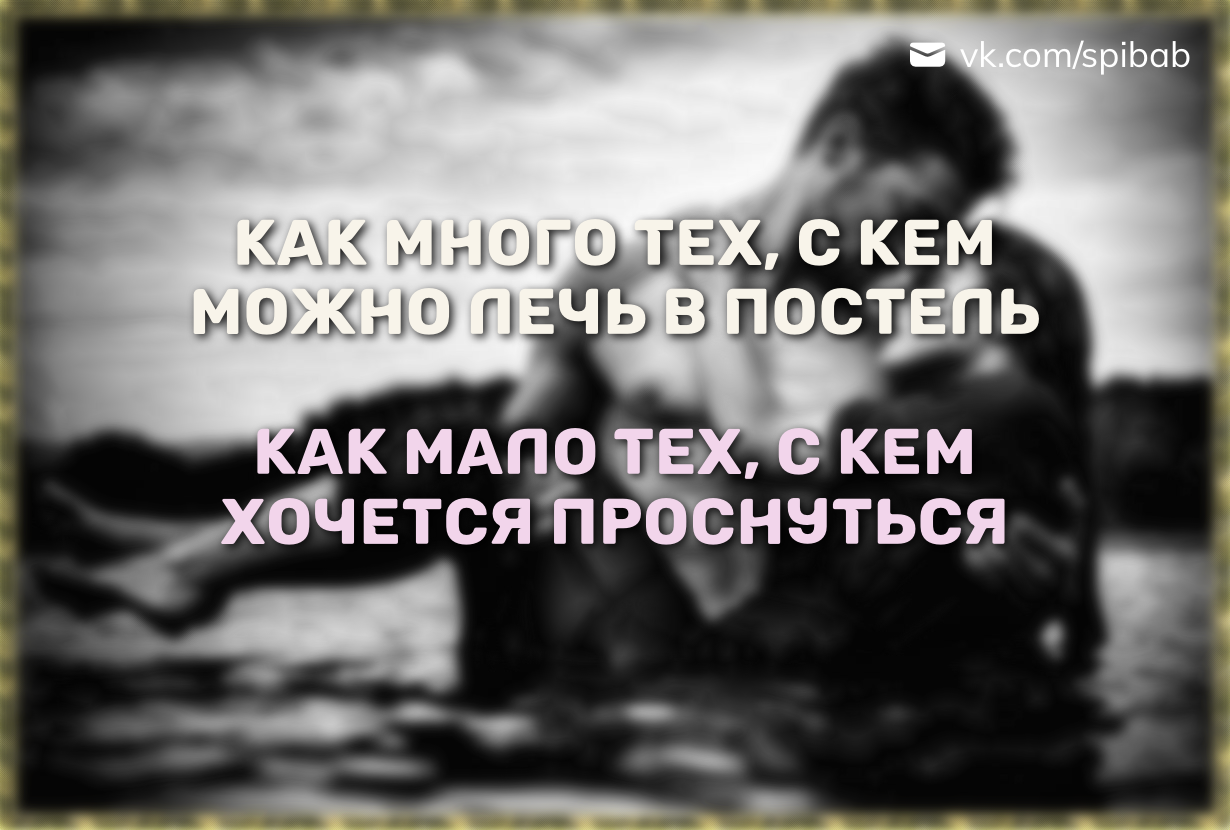 vk.com/spibab
КАК МНОГО ТЕХ, С КЕМ
МОЖНО ЛЕЧЬ В ПОСТЕЛЬ
КАК МАЛО ТЕХ, С КЕМ
ХОЧЕТСЯ ПРОСНУТЬСЯ